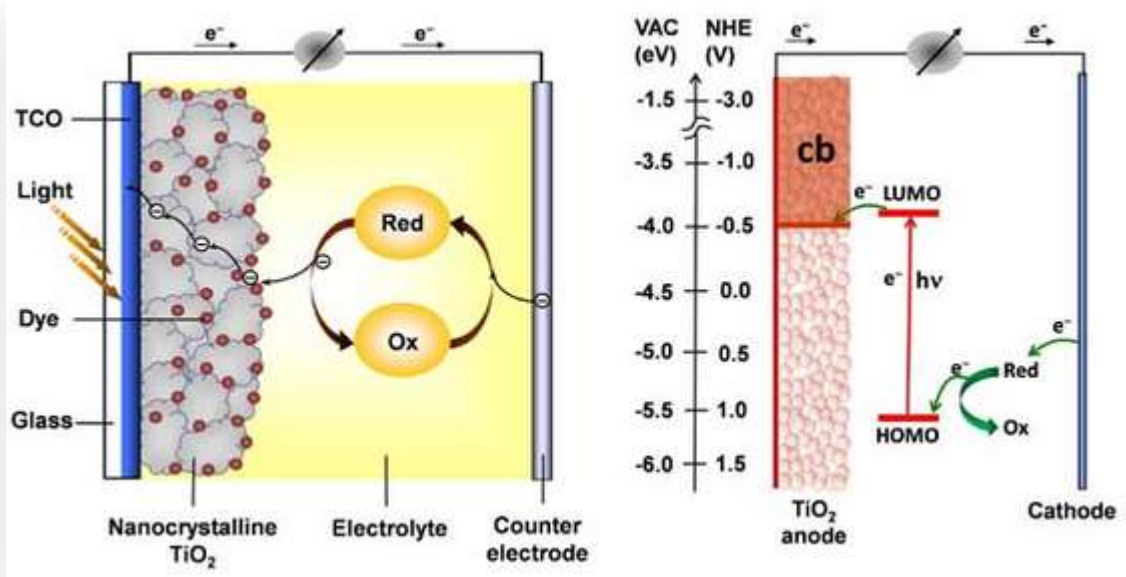 e⁻
e⁻
TCO
Light
Dye
Glass
Red
Ox
Nanocrystalline
TiO₂
Electrolyte
Counter
electrode
VAC
(eV)
NHE
(V)
e⁻
e⁻
-1.5 -3.0
-3.5 -1.0
-4.0 -0.5
-4.5 0.0
-5.0 0.5
-5.5 1.0
-6.0 1.5
cb
e⁻
LUMO
e⁻
hν
e⁻
e⁻
Red
Ox
HOMO
TiO₂
anode
Cathode